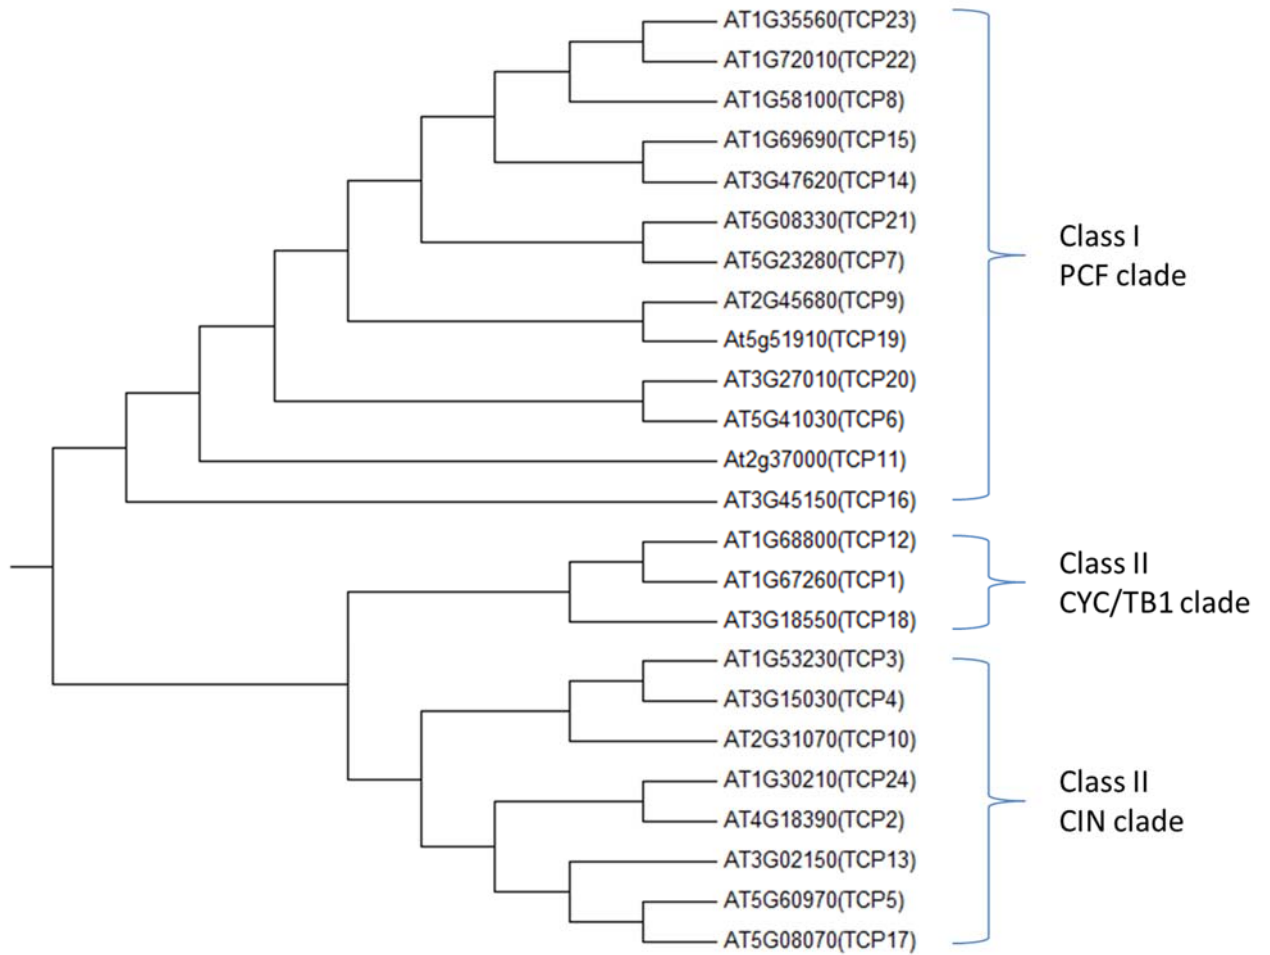 AT1G35560(TCP23)
AT1G72010(TCP22)
AT1G58100(TCP8)
AT1G69690(TCP15)
AT3G47620(TCP14)
AT5G08330(TCP21)
AT5G23280(TCP7)
AT2G45680(TCP9)
At5g51910(TCP19)
AT3G27010(TCP20)
AT5G41030(TCP6)
At2g37000(TCP11)
AT3G45150(TCP16)
Class I
PCF clade
AT1G68800(TCP12)
AT1G67260(TCP1)
AT3G18550(TCP18)
Class II
CYC/TB1 clade
AT1G53230(TCP3)
AT3G15030(TCP4)
AT2G31070(TCP10)
AT1G30210(TCP24)
AT4G18390(TCP2)
AT3G02150(TCP13)
AT5G60970(TCP5)
AT5G08070(TCP17)
Class II
CIN clade